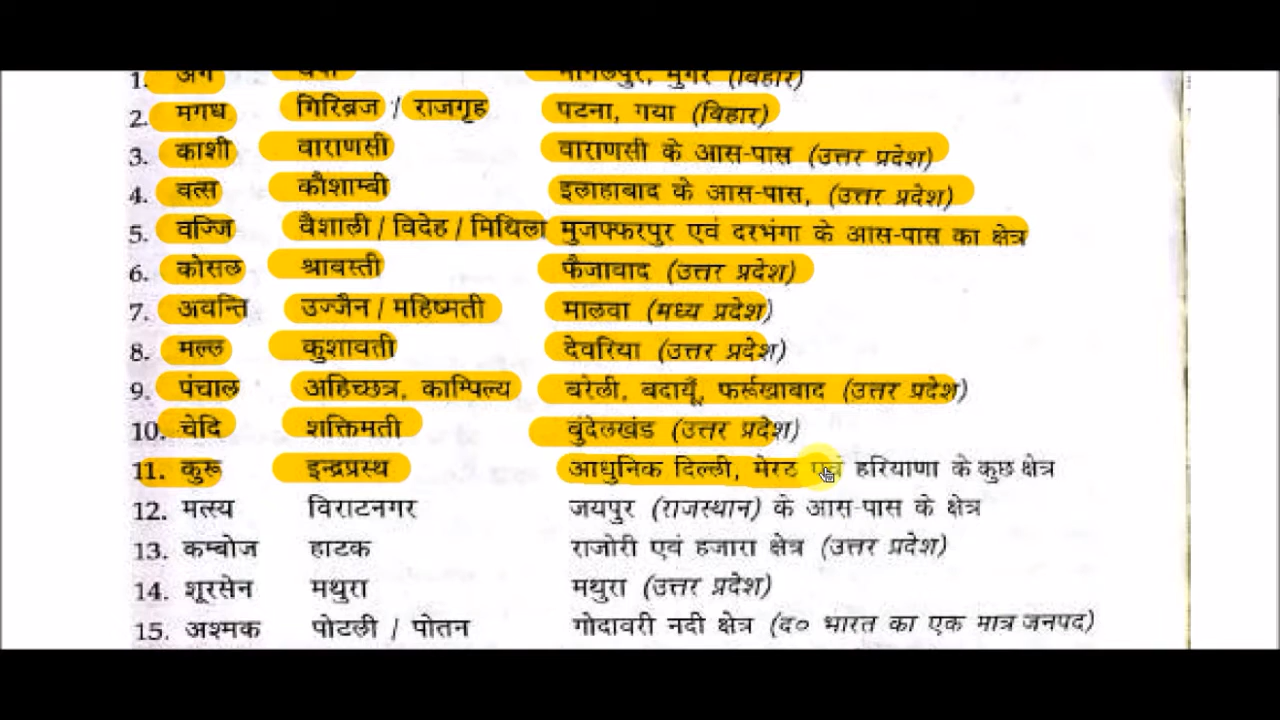 1. अंग चंपा भागलपुर, मुंगेर (बिहार)
2. मगध गिरिब्रज / राजगृह पटना, गया (बिहार)
3. काशी वाराणसी वाराणसी के आस-पास (उत्तर प्रदेश)
4. वत्स कौशाम्बी इलाहाबाद के आस-पास, (उत्तर प्रदेश)
5. वज्जि वैशाली / विदेह / मिथिला मुजफ्फरपुर एवं दरभंगा के आस-पास का क्षेत्र
6. कोसल श्रावस्ती फैजावाद (उत्तर प्रदेश)
7. अवन्ति उज्जैन / महिष्मती मालवा (मध्य प्रदेश)
8. मल्ल कुशावती देवरिया (उत्तर प्रदेश)
9. पंचाल अहिच्छत्र, काम्पिल्य बरेली, बदायूँ, फर्रूखाबाद (उत्तर प्रदेश)
10. चेदि शक्तिमती बुंदेलखंड (उत्तर प्रदेश)
11. कुरू इन्द्रप्रस्थ आधुनिक दिल्ली, मेरठ एवं हरियाणा के कुछ क्षेत्र
12. मत्स्य विराटनगर जयपुर (राजस्थान) के आस-पास के क्षेत्र
13. कम्बोज हाटक राजोरी एवं हजारा क्षेत्र (उत्तर प्रदेश)
14. शूरसेन मथुरा मथुरा (उत्तर प्रदेश)
15. अश्मक पोटली / पोतन गोदावरी नदी क्षेत्र (द० भारत का एक मात्र जनपद)